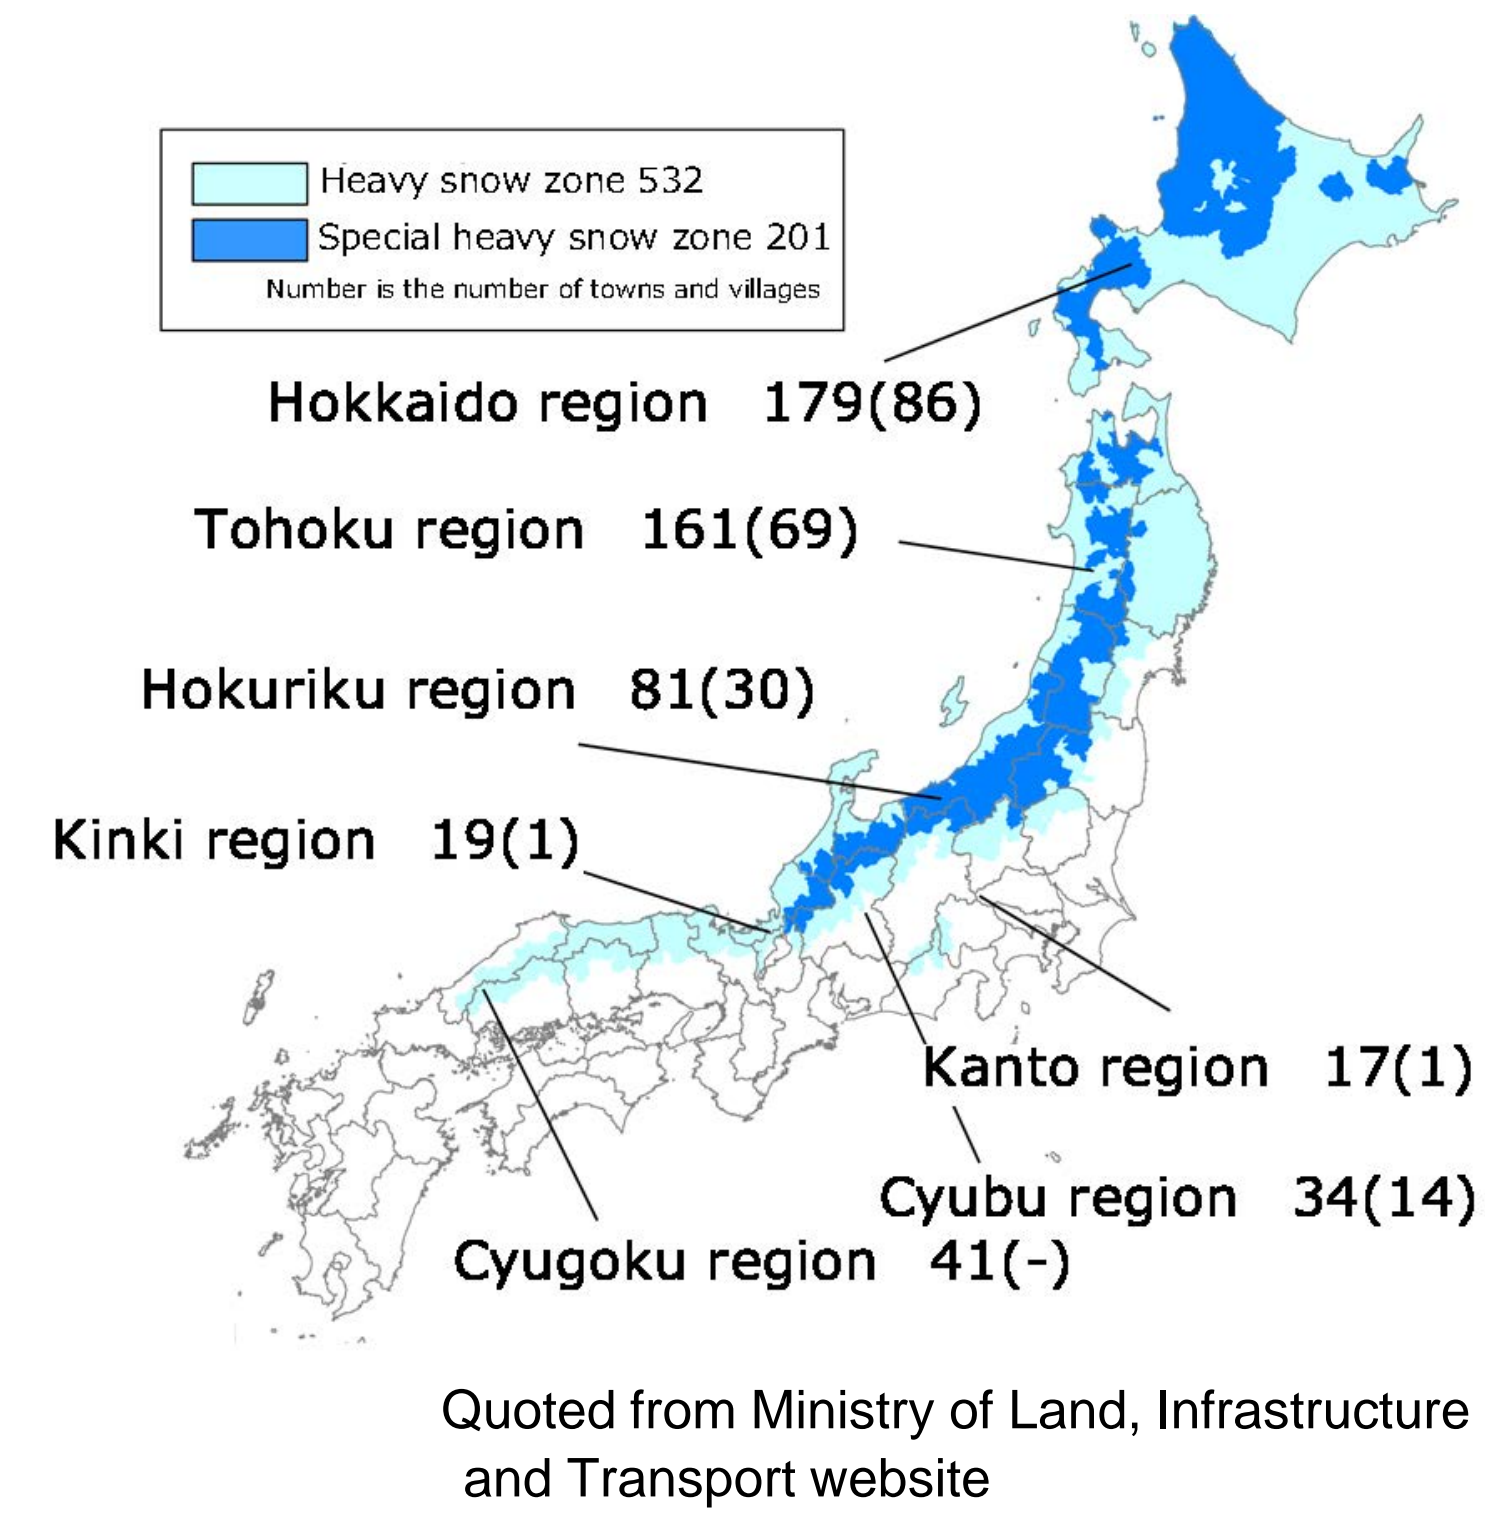 Heavy snow zone 532
Special heavy snow zone 201
Number is the number of towns and villages
Hokkaido region 179(86)
Tohoku region 161(69)
Hokuriku region 81(30)
Kinki region 19(1)
Kanto region 17(1)
Cyubu region 34(14)
Cyugoku region 41(-)
Quoted from Ministry of Land, Infrastructure
and Transport website